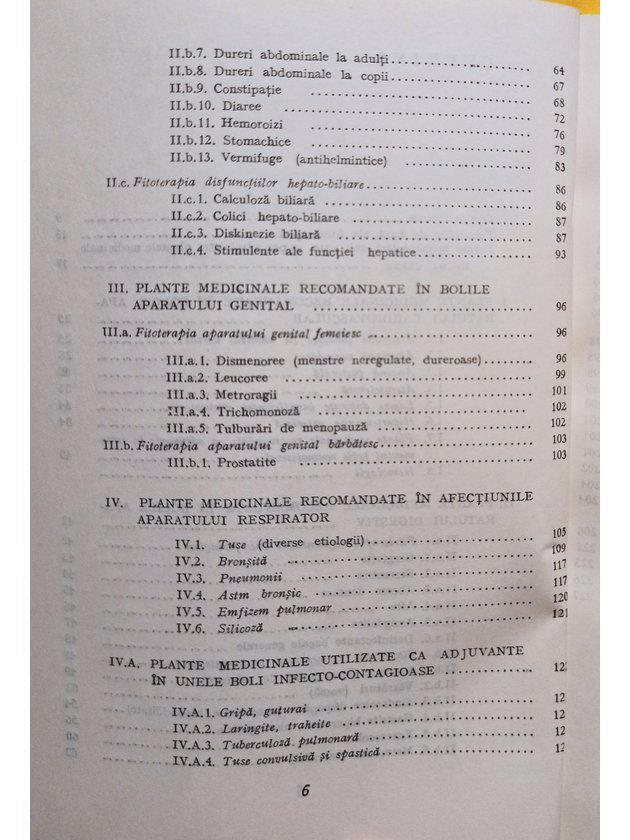 II.b.7. Dureri abdominale la adulți 64
II.b.8. Dureri abdominale la copii 67
II.b.9. Constipație 68
II.b.10. Diaree 72
II.b.11. Hemoroizi 76
II.b.12. Stomachice 79
II.b.13. Vermifuge (antihelmintice) 83
II.c. Fitoterapia disfuncțiilor hepato-biliare 86
II.c.1. Calculoză biliară 86
II.c.2. Colici hepato-biliare 87
II.c.3. Diskinezie biliară 87
II.c.4. Stimulente ale funcției hepatice 93
III. PLANTE MEDICINALE RECOMANDATE ÎN BOLILE
APARATULUI GENITAL 96
III.a. Fitoterapia aparatului genital femeiesc 96
III.a.1. Dismenoree (menstre neregulate, dureroase) 96
III.a.2. Leucoree 99
III.a.3. Metroragii 101
III.a.4. Trichomonoză 102
III.a.5. Tulburări de menopauză 102
III.b. Fitoterapia aparatului genital bărbătesc 103
III.b.1. Prostatite 103
IV. PLANTE MEDICINALE RECOMANDATE ÎN AFECȚIUNILE
APARATULUI RESPIRATOR
IV.1. Tuse (diverse etiologii) 105
IV.2. Bronșită 109
IV.3. Pneumonii 117
IV.4. Astm bronșic 117
IV.5. Emfizem pulmonar 120
IV.6. Silicoză 121
IV.A. PLANTE MEDICINALE UTILIZATE CA ADJUVANTE
ÎN UNELE BOLI INFECTO-CONTAGIOASE
IV.A.1. Gripă, guturai
IV.A.2. Laringite, traheite
IV.A.3. Tuberculoză pulmonară
IV.A.4. Tuse convulsivă și spastică
6